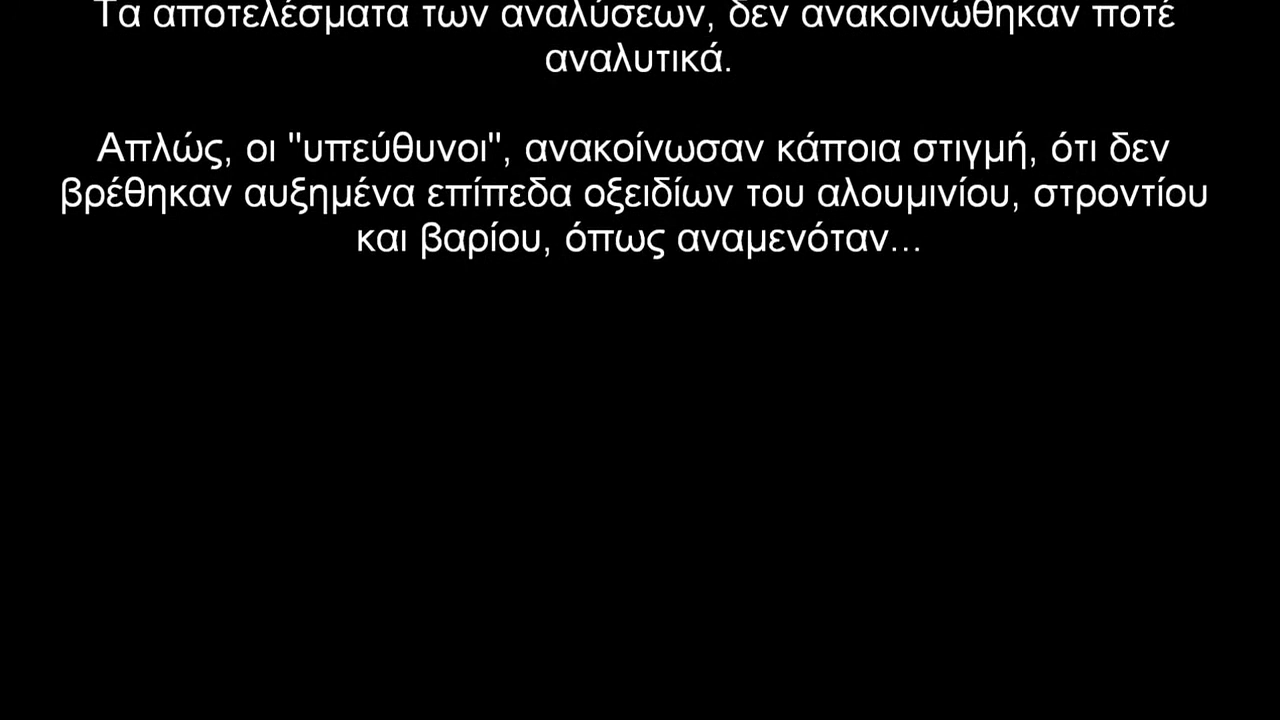 Τα αποτελέσματα των αναλύσεων, δεν ανακοινώθηκαν ποτέ
αναλυτικά.
Απλώς, οι "υπεύθυνοι", ανακοίνωσαν κάποια στιγμή, ότι δεν
βρέθηκαν αυξημένα επίπεδα οξειδίων του αλουμινίου, στροντίου
και βαρίου, όπως αναμενόταν...